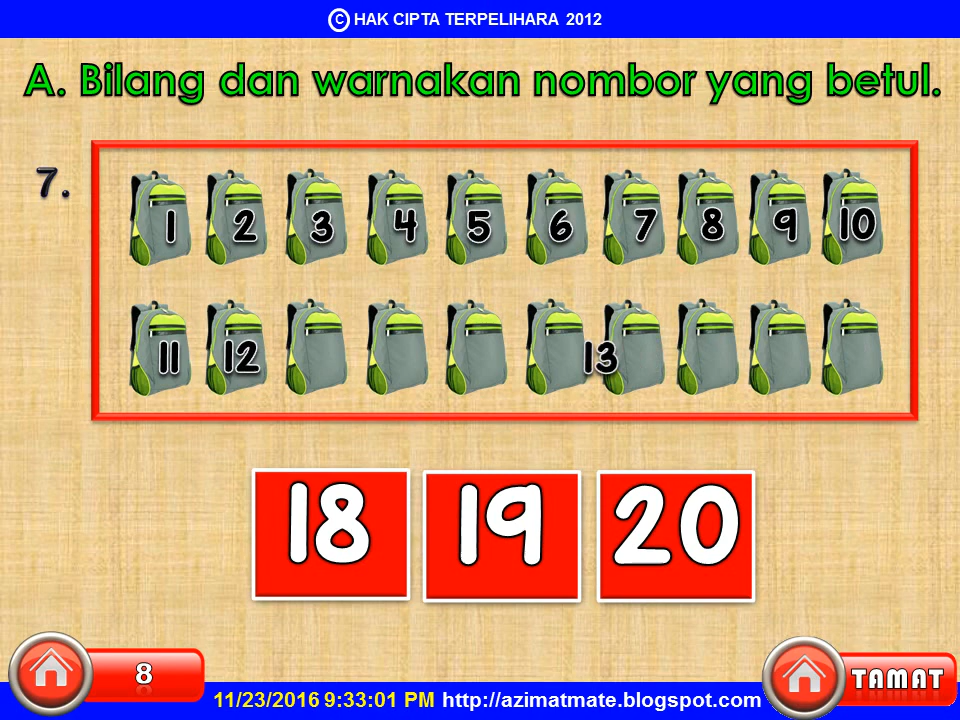 © HAK CIPTA TERPELIHARA 2012
A. Bilang dan warnakan nombor yang betul.
7.
1 2 3 4 5 6 7 8 9 10
11 12 13
18 19 20
8
TAMAT
11/23/2016 9:33:01 PM http://azimatmate.blogspot.com